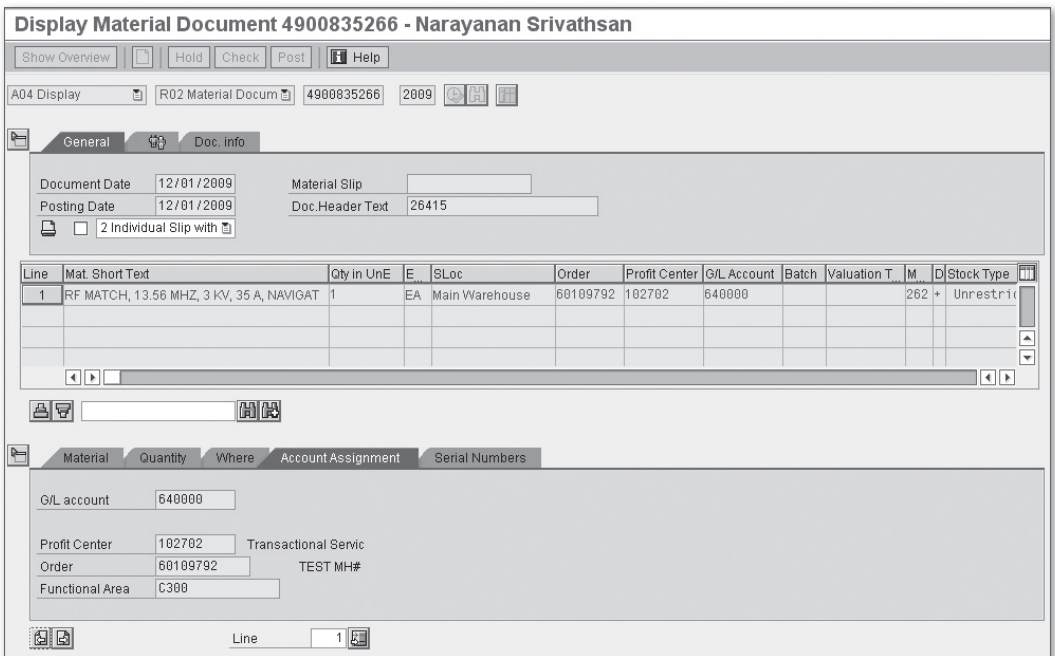 Display Material Document 4900835266 - Narayanan Srivathsan
Show Overview Hold Check Post Help
A04 Display R02 Material Docum 4900835266 2009
General Doc. info
Document Date 12/01/2009 Material Slip
Posting Date 12/01/2009 Doc.Header Text 26415
2 Individual Slip with
Line Mat. Short Text Qty in UnE E... SLoc Order Profit Center G/L Account Batch Valuation T... M... D Stock Type
1 RF MATCH, 13.56 MHZ, 3 KV, 35 A, NAVIGAT 1 EA Main Warehouse 60109792 102702 640000 262 + Unrestric
Material Quantity Where Account Assignment Serial Numbers
G/L account 640000
Profit Center 102702 Transactional Servic
Order 60109792 TEST MH#
Functional Area C300
Line 1